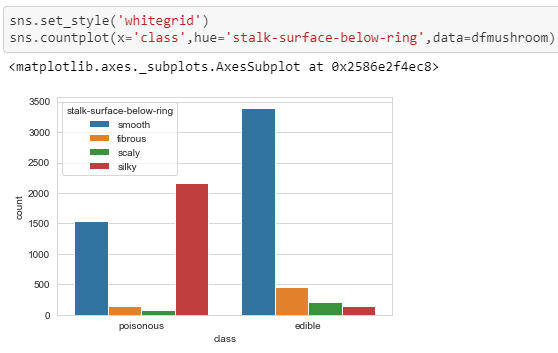 sns.set_style('whitegrid')
sns.countplot(x='class',hue='stalk-surface-below-ring',data=dfmushroom)
<matplotlib.axes._subplots.AxesSubplot at 0x2586e2f4ec8>
3500
3000
2500
2000
1500
1000
500
0
count
stalk-surface-below-ring
smooth
fibrous
scaly
silky
poisonous
edible
class